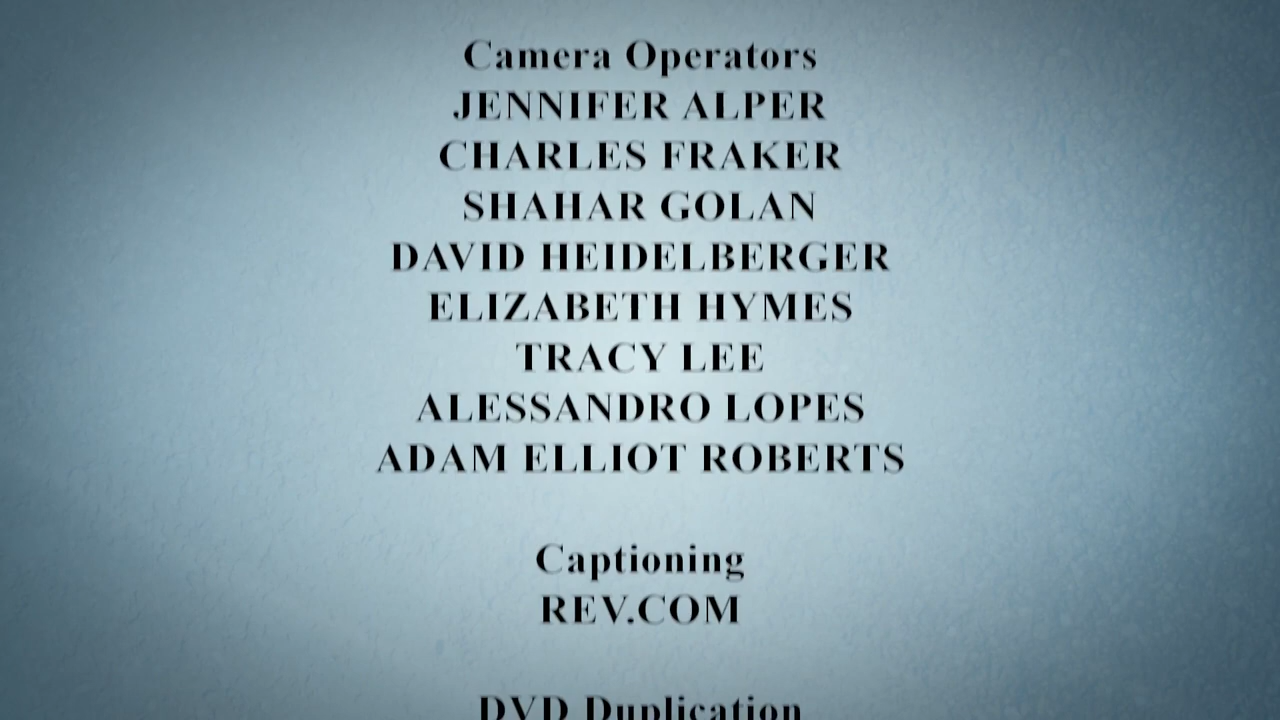 Camera Operators
JENNIFER ALPER
CHARLES FRAKER
SHAHAR GOLAN
DAVID HEIDELBERGER
ELIZABETH HYMES
TRACY LEE
ALESSANDRO LOPES
ADAM ELLIOT ROBERTS
Captioning
REV.COM
DVD Duplication